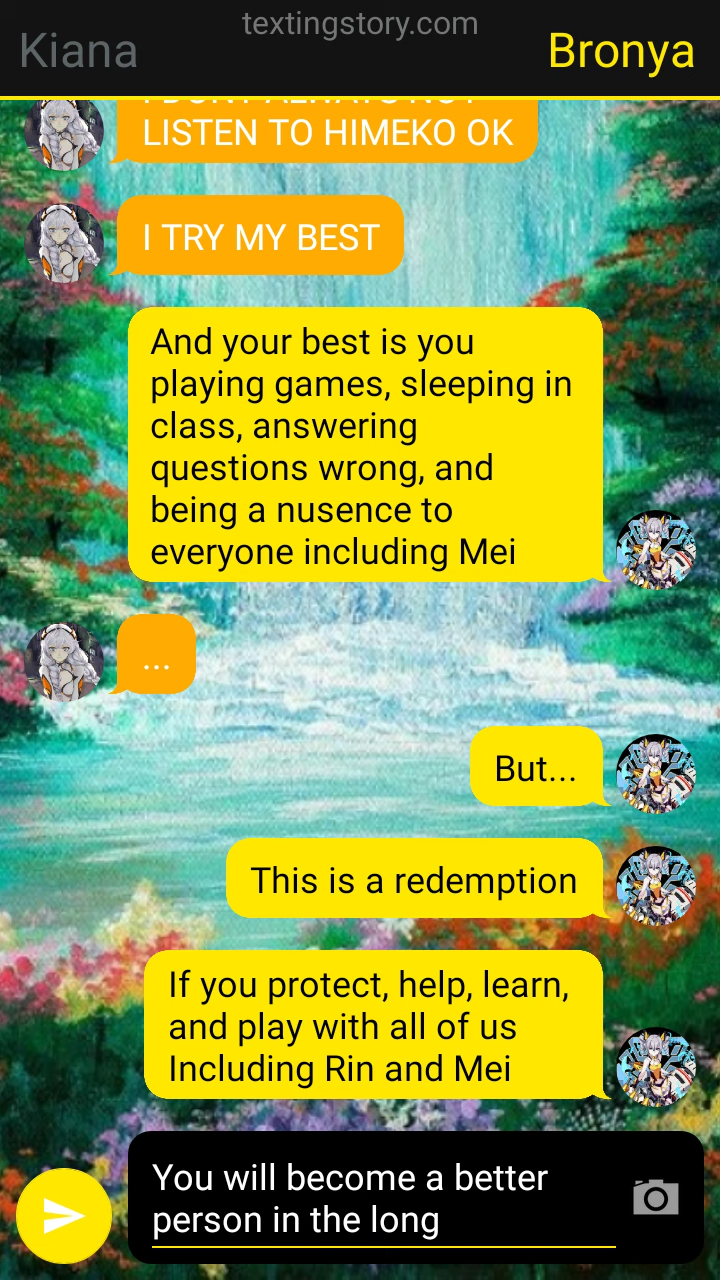 textingstory.com
Kiana
Bronya
I DONT ALWAYS NOT
LISTEN TO HIMEKO OK
I TRY MY BEST
And your best is you
playing games, sleeping in
class, answering
questions wrong, and
being a nusence to
everyone including Mei
...
But...
This is a redemption
If you protect, help, learn,
and play with all of us
Including Rin and Mei
You will become a better
person in the long